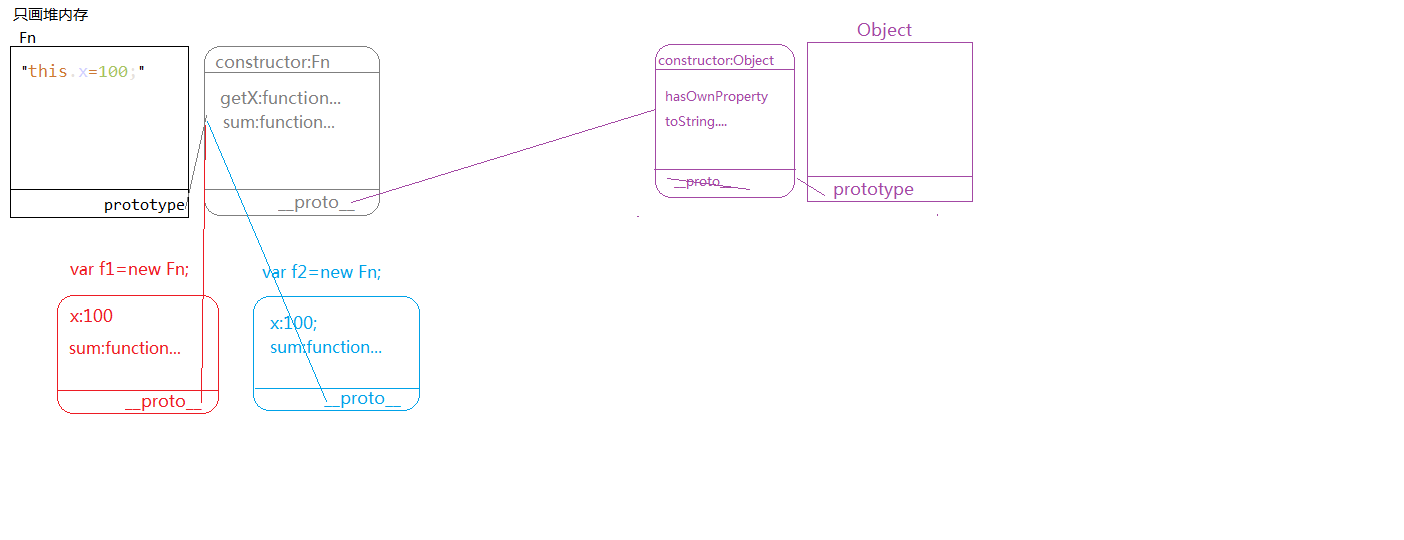 只画堆内存
Fn
"this.x=100;"
prototype
constructor:Fn
getX:function...
sum:function...
__proto__
constructor:Object
hasOwnProperty
toString....
__proto__
Object
prototype
var f1=new Fn;
x:100
sum:function...
__proto__
var f2=new Fn;
x:100;
sum:function...
__proto__